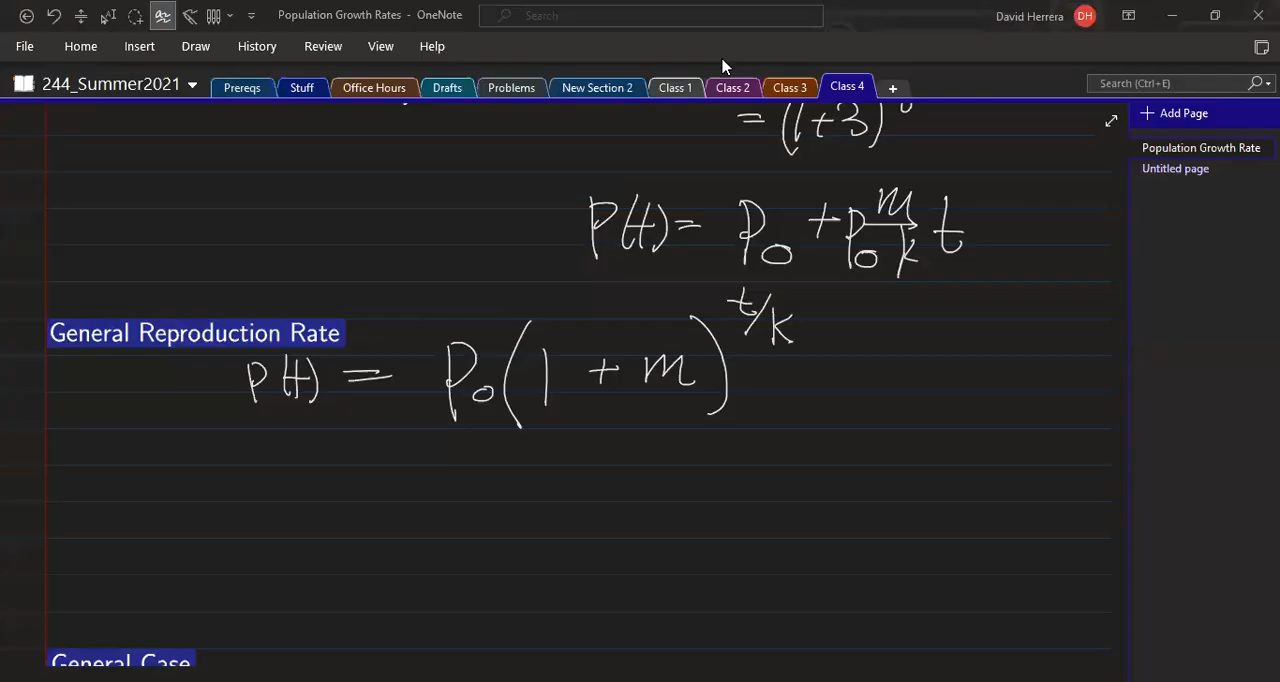 Population Growth Rates - OneNote
Search
David Herrera
DH
File Home Insert Draw History Review View Help
244_Summer2021
Prereqs Stuff Office Hours Drafts Problems New Section 2 Class 1 Class 2 Class 3 Class 4 +
Search (Ctrl+E)
+ Add Page
Population Growth Rate
Untitled page
= (1 + 3)
P(t) = P₀ + P₀ m/k t
General Reproduction Rate
P(t) = P₀(1 + m)^t/k
General Case